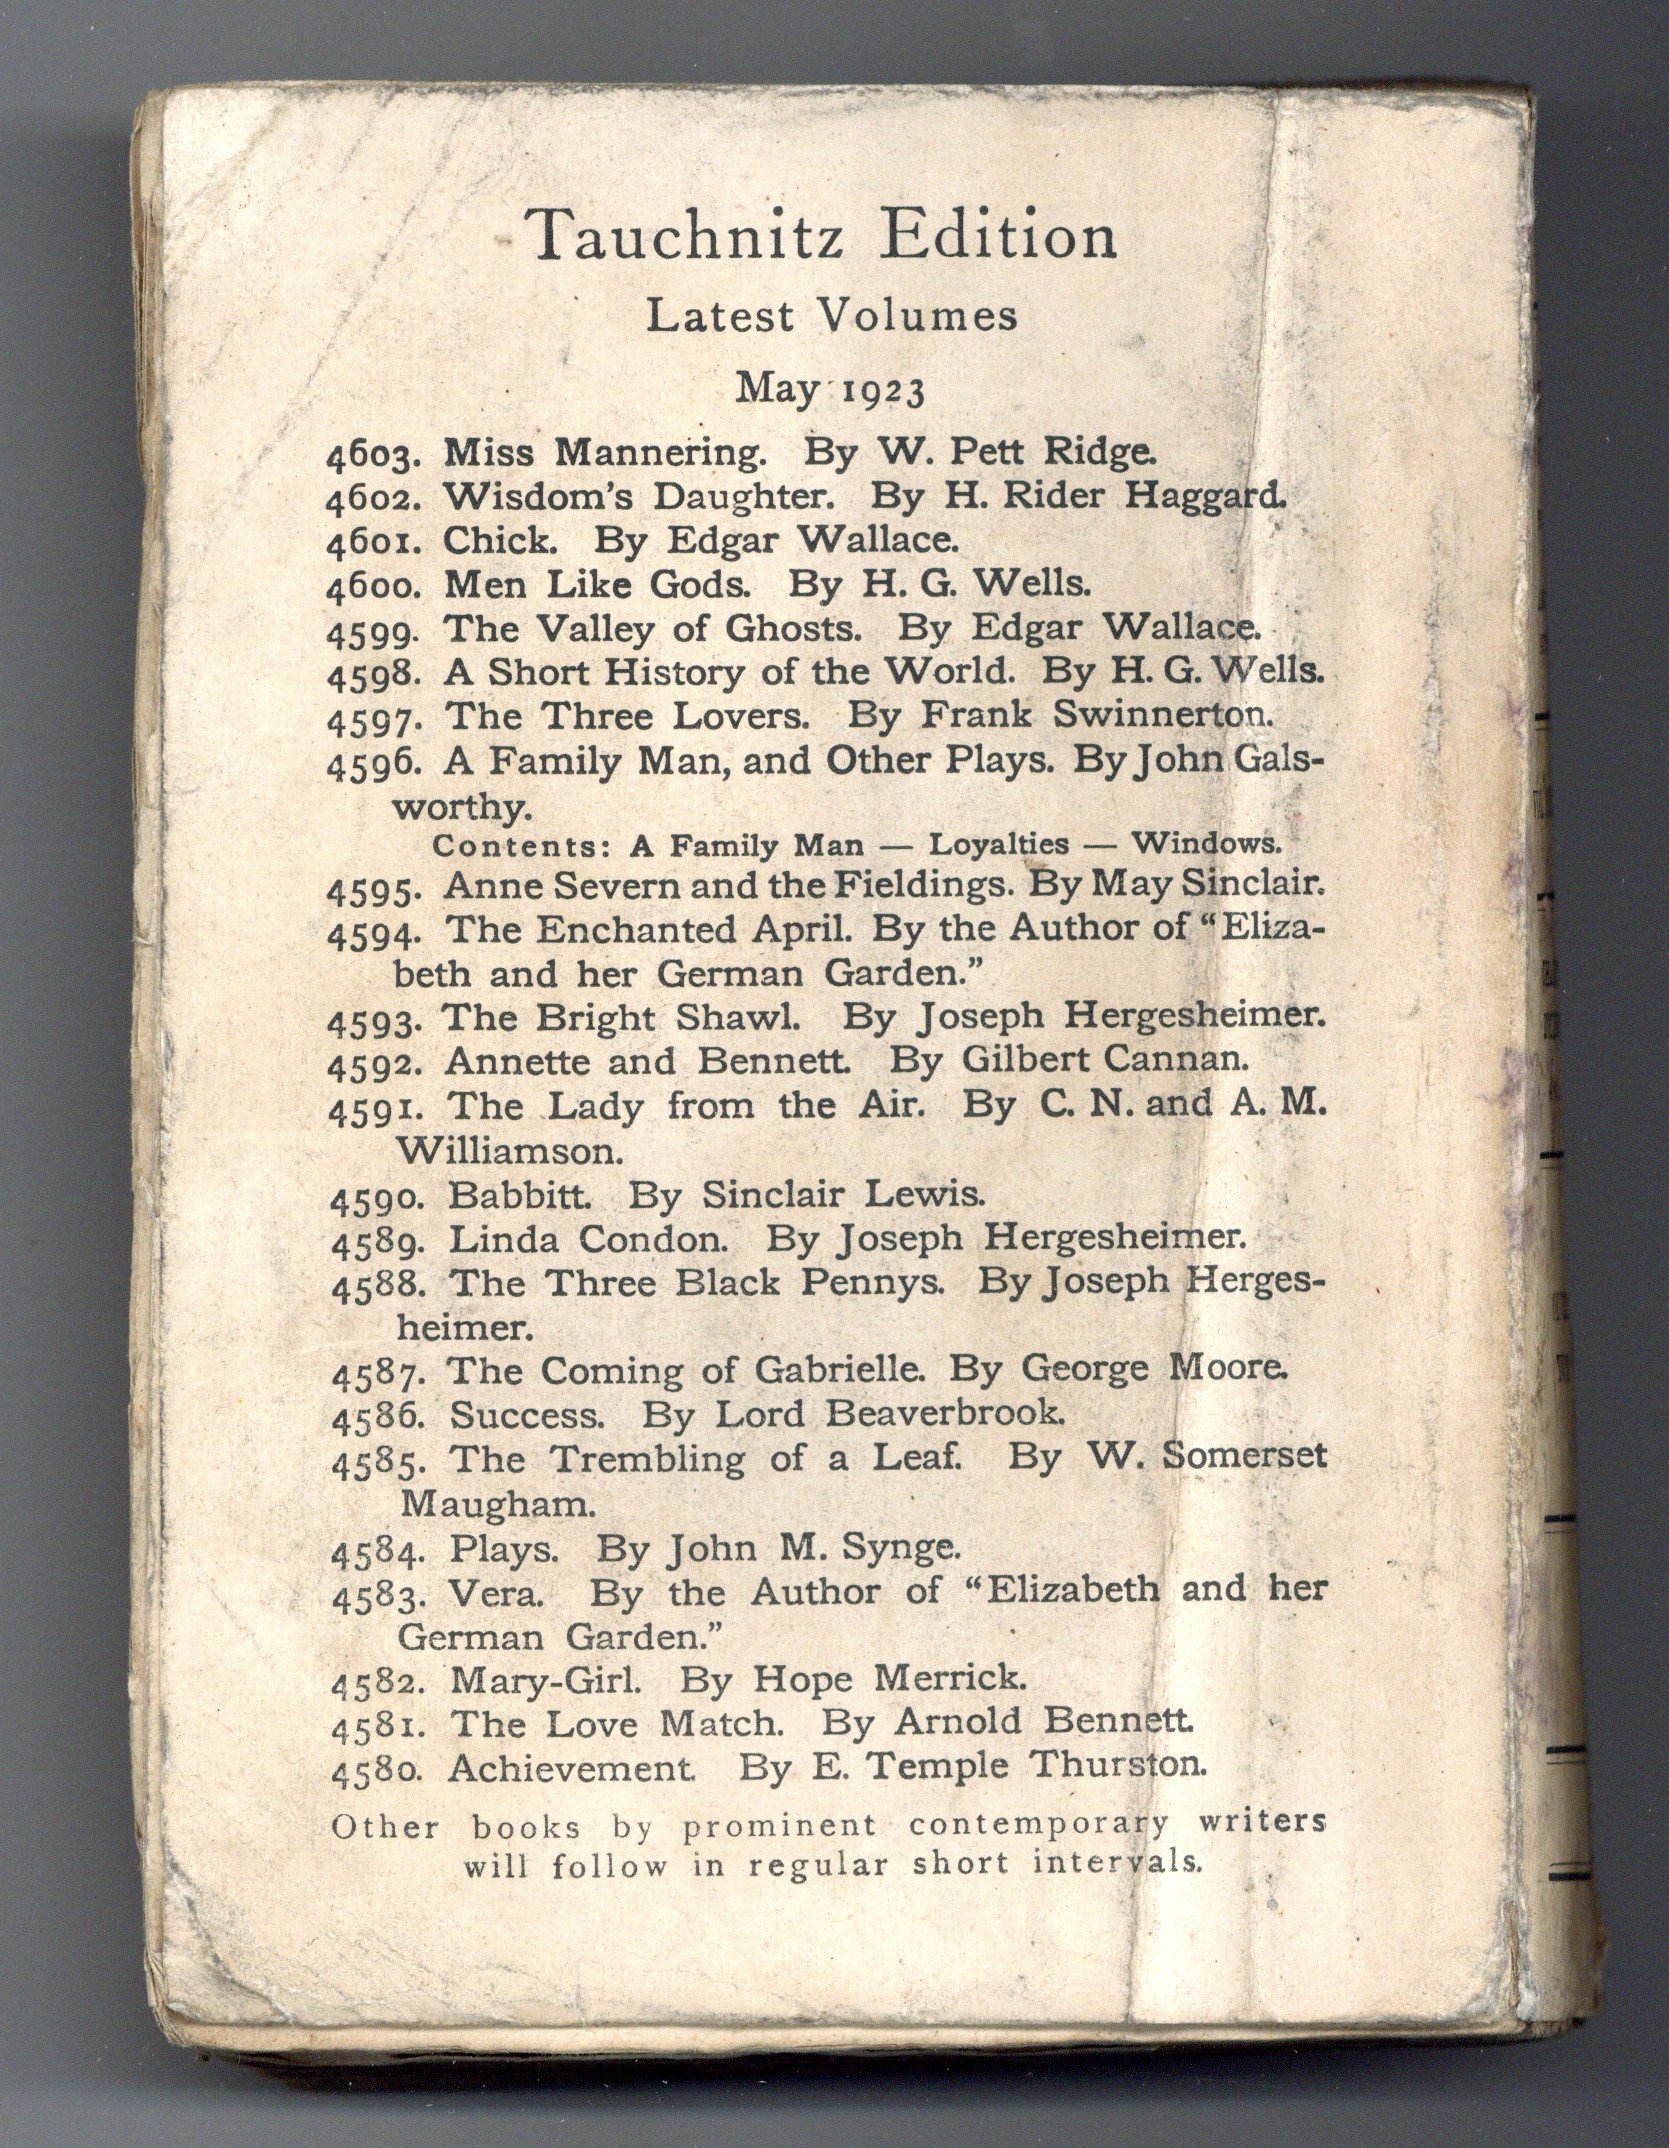 Tauchnitz Edition
Latest Volumes
May 1923
4603. Miss Mannering. By W. Pett Ridge.
4602. Wisdom's Daughter. By H. Rider Haggard.
4601. Chick. By Edgar Wallace.
4600. Men Like Gods. By H. G. Wells.
4599. The Valley of Ghosts. By Edgar Wallace.
4598. A Short History of the World. By H. G. Wells.
4597. The Three Lovers. By Frank Swinnerton.
4596. A Family Man, and Other Plays. By John Gals-
worthy.
Contents: A Family Man — Loyalties — Windows.
4595. Anne Severn and the Fieldings. By May Sinclair.
4594. The Enchanted April. By the Author of "Eliza-
beth and her German Garden."
4593. The Bright Shawl. By Joseph Hergesheimer.
4592. Annette and Bennett. By Gilbert Cannan.
4591. The Lady from the Air. By C. N. and A. M.
Williamson.
4590. Babbitt. By Sinclair Lewis.
4589. Linda Condon. By Joseph Hergesheimer.
4588. The Three Black Pennys. By Joseph Herges-
heimer.
4587. The Coming of Gabrielle. By George Moore.
4586. Success. By Lord Beaverbrook.
4585. The Trembling of a Leaf. By W. Somerset
Maugham.
4584. Plays. By John M. Synge.
4583. Vera. By the Author of "Elizabeth and her
German Garden."
4582. Mary-Girl. By Hope Merrick.
4581. The Love Match. By Arnold Bennett.
4580. Achievement. By E. Temple Thurston.
Other books by prominent contemporary writers
will follow in regular short intervals.